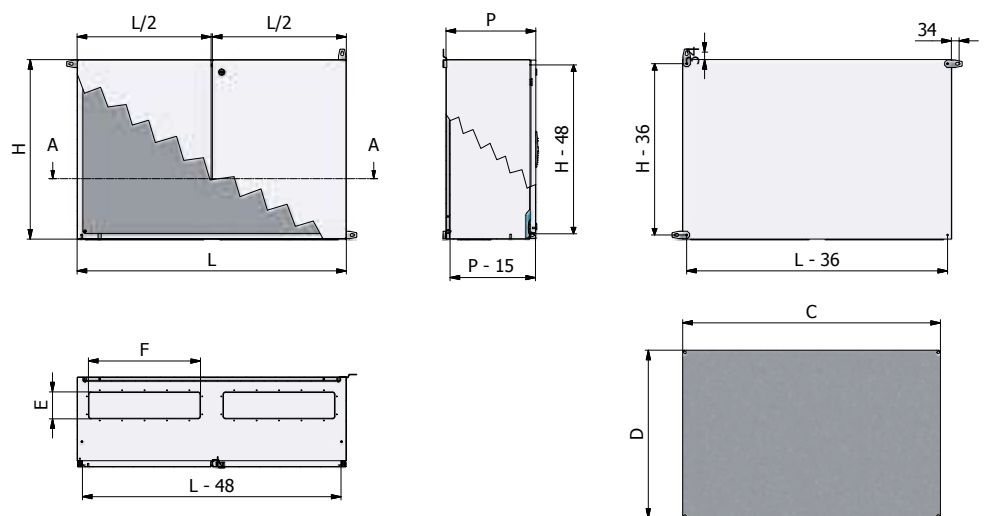 L/2
L/2
P
34
34
H
A
A
H - 48
H - 36
L
P - 15
L - 36
F
C
E
D
L - 48